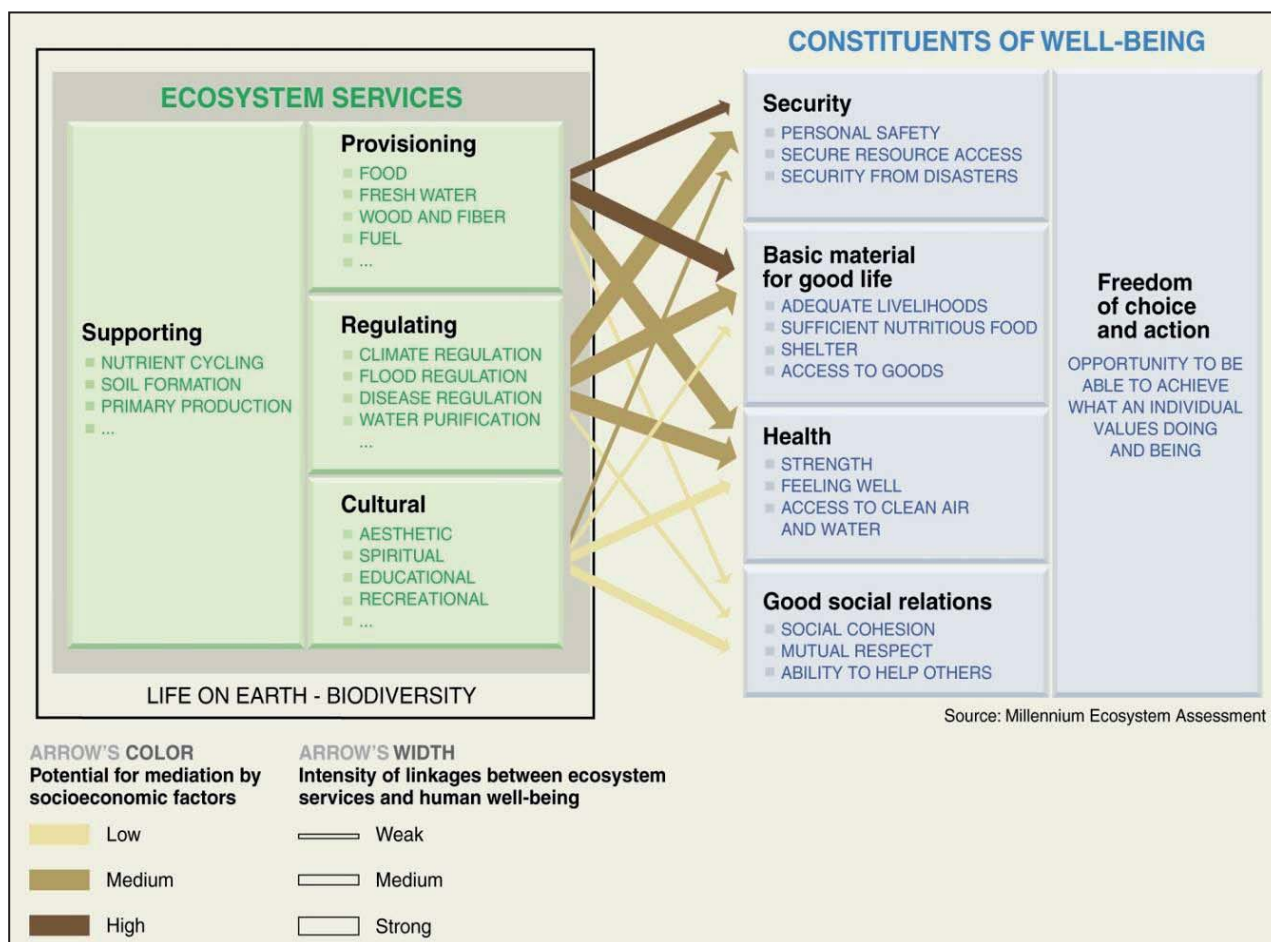 CONSTITUENTS OF WELL-BEING
ECOSYSTEM SERVICES
Supporting
NUTRIENT CYCLING
SOIL FORMATION
PRIMARY PRODUCTION
...
Provisioning
FOOD
FRESH WATER
WOOD AND FIBER
FUEL
...
Regulating
CLIMATE REGULATION
FLOOD REGULATION
DISEASE REGULATION
WATER PURIFICATION
...
Cultural
AESTHETIC
SPIRITUAL
EDUCATIONAL
RECREATIONAL
...
LIFE ON EARTH - BIODIVERSITY
Security
PERSONAL SAFETY
SECURE RESOURCE ACCESS
SECURITY FROM DISASTERS
Basic material
for good life
ADEQUATE LIVELIHOODS
SUFFICIENT NUTRITIOUS FOOD
SHELTER
ACCESS TO GOODS
Health
STRENGTH
FEELING WELL
ACCESS TO CLEAN AIR
AND WATER
Good social relations
SOCIAL COHESION
MUTUAL RESPECT
ABILITY TO HELP OTHERS
Freedom
of choice
and action
OPPORTUNITY TO BE
ABLE TO ACHIEVE
WHAT AN INDIVIDUAL
VALUES DOING
AND BEING
Source: Millennium Ecosystem Assessment
ARROW'S COLOR
Potential for mediation by
socioeconomic factors
Low
Medium
High
ARROW'S WIDTH
Intensity of linkages between ecosystem
services and human well-being
Weak
Medium
Strong